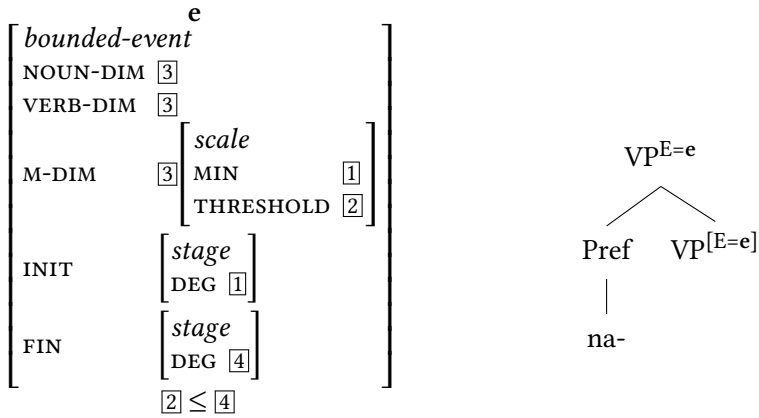 e
bounded-event
NOUN-DIM 3
VERB-DIM 3
M-DIM 3
scale
MIN 1
THRESHOLD 2
INIT
stage
DEG 1
FIN
stage
DEG 4
2 ≤ 4
VP^E=e
Pref VP^[E=e]
na-